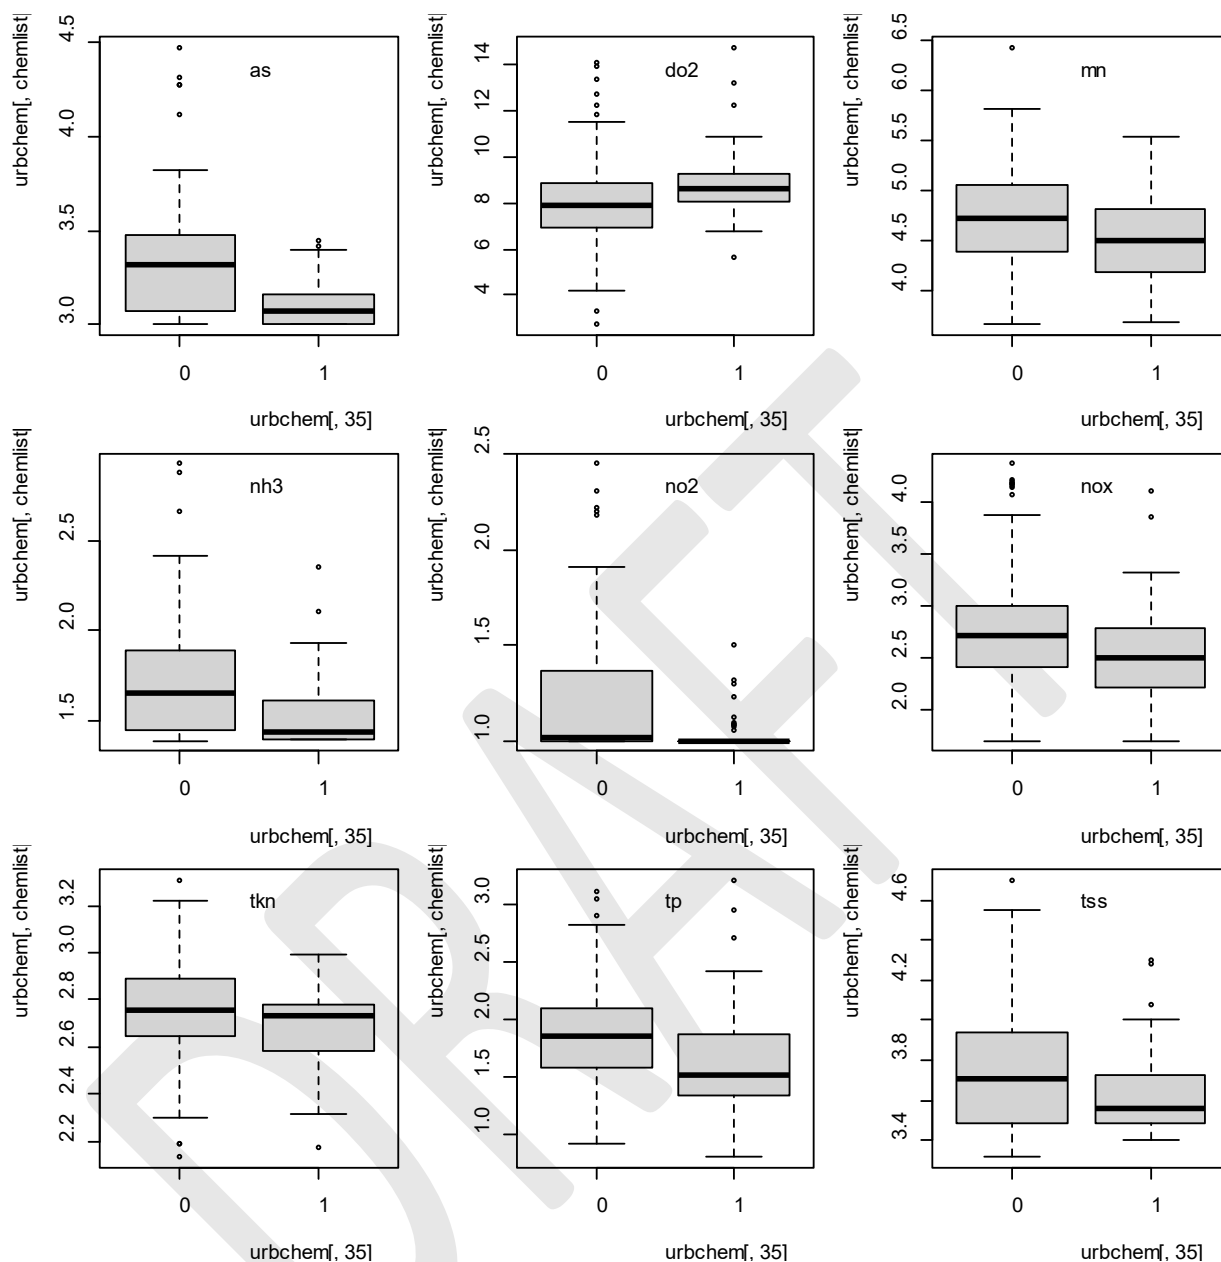 urbchem[, chemlist]
as
4.5
4.0
3.5
3.0
0 1
urbchem[, 35]
urbchem[, chemlist]
do2
14
12
10
8
6
4
0 1
urbchem[, 35]
urbchem[, chemlist]
mn
6.5
6.0
5.5
5.0
4.5
4.0
0 1
urbchem[, 35]
urbchem[, chemlist]
nh3
2.5
2.0
1.5
0 1
urbchem[, 35]
urbchem[, chemlist]
no2
2.5
2.0
1.5
1.0
0 1
urbchem[, 35]
urbchem[, chemlist]
nox
4.0
3.5
3.0
2.5
2.0
0 1
urbchem[, 35]
urbchem[, chemlist]
tkn
3.2
3.0
2.8
2.6
2.4
2.2
0 1
urbchem[, 35]
urbchem[, chemlist]
tp
3.0
2.5
2.0
1.5
1.0
0 1
urbchem[, 35]
urbchem[, chemlist]
tss
4.6
4.2
3.8
3.4
0 1
urbchem[, 35]
DRAFT